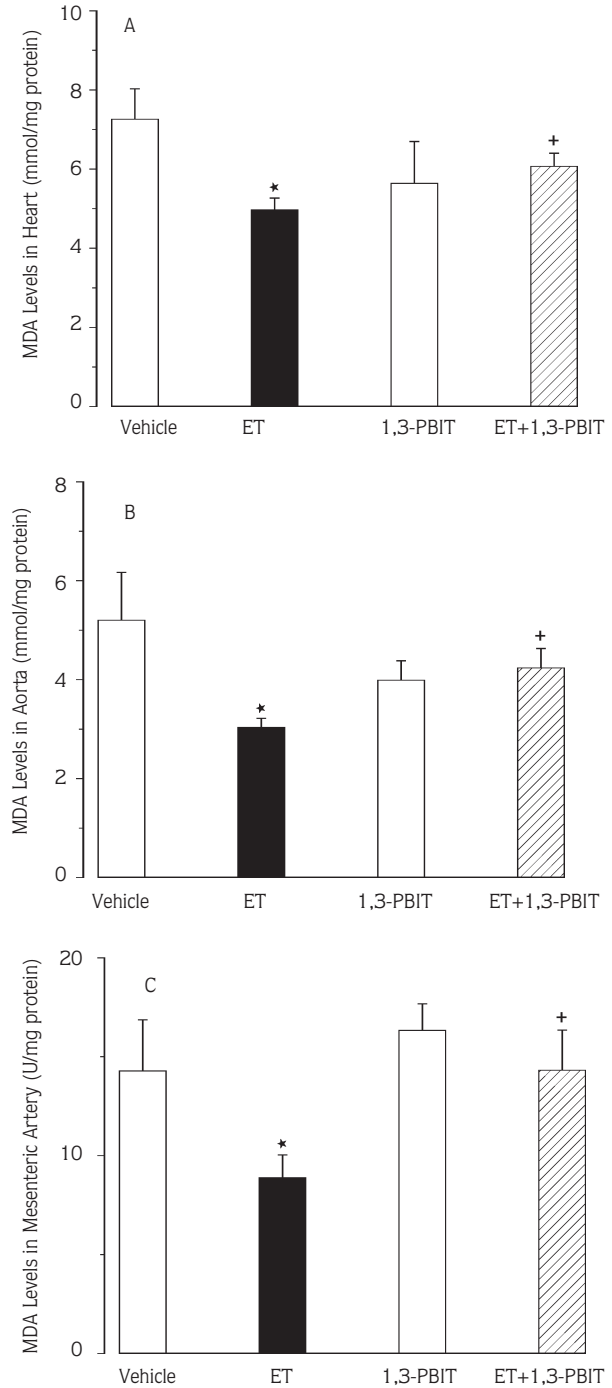 A
MDA Levels in Heart (mmol/mg protein)
10
8
6
4
2
0
★
+
Vehicle ET 1,3-PBIT ET+1,3-PBIT
B
MDA Levels in Aorta (mmol/mg protein)
8
6
4
2
0
★
+
Vehicle ET 1,3-PBIT ET+1,3-PBIT
C
MDA Levels in Mesenteric Artery (U/mg protein)
20
10
0
★
+
Vehicle ET 1,3-PBIT ET+1,3-PBIT